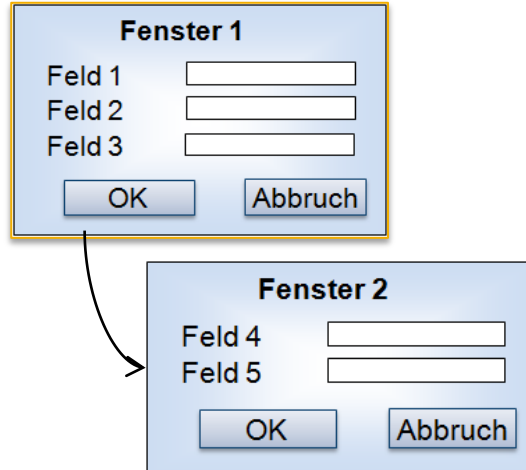 Fenster 1
Feld 1
Feld 2
Feld 3
OK Abbruch
Fenster 2
Feld 4
Feld 5
OK Abbruch